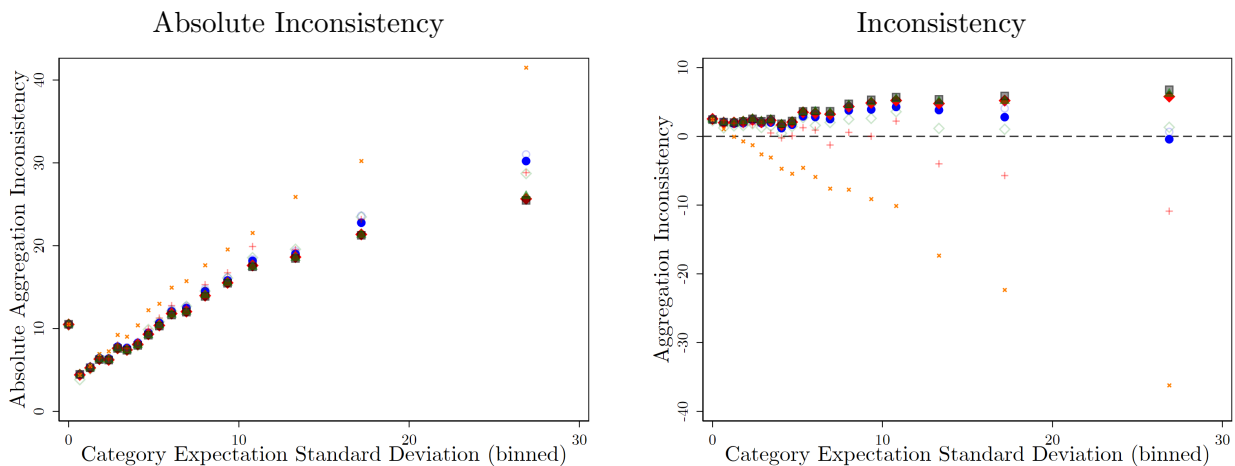 Absolute Inconsistency
Absolute Aggregation Inconsistency
40
30
20
10
0
0 10 20 30
Category Expectation Standard Deviation (binned)
Inconsistency
Aggregation Inconsistency
10
0
-10
-20
-30
-40
0 10 20 30
Category Expectation Standard Deviation (binned)